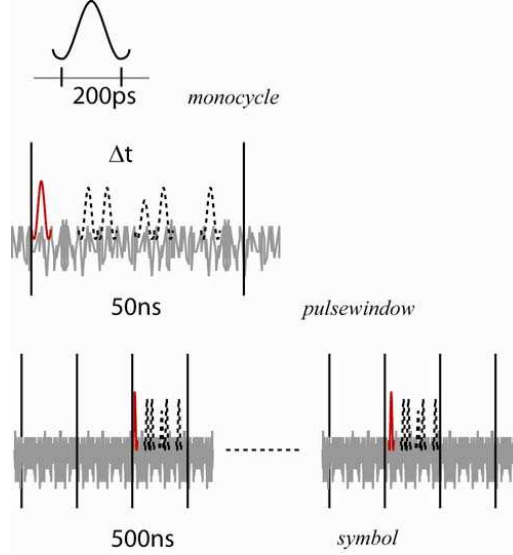 200ps
monocycle
Δt
50ns
pulsewindow
500ns
symbol